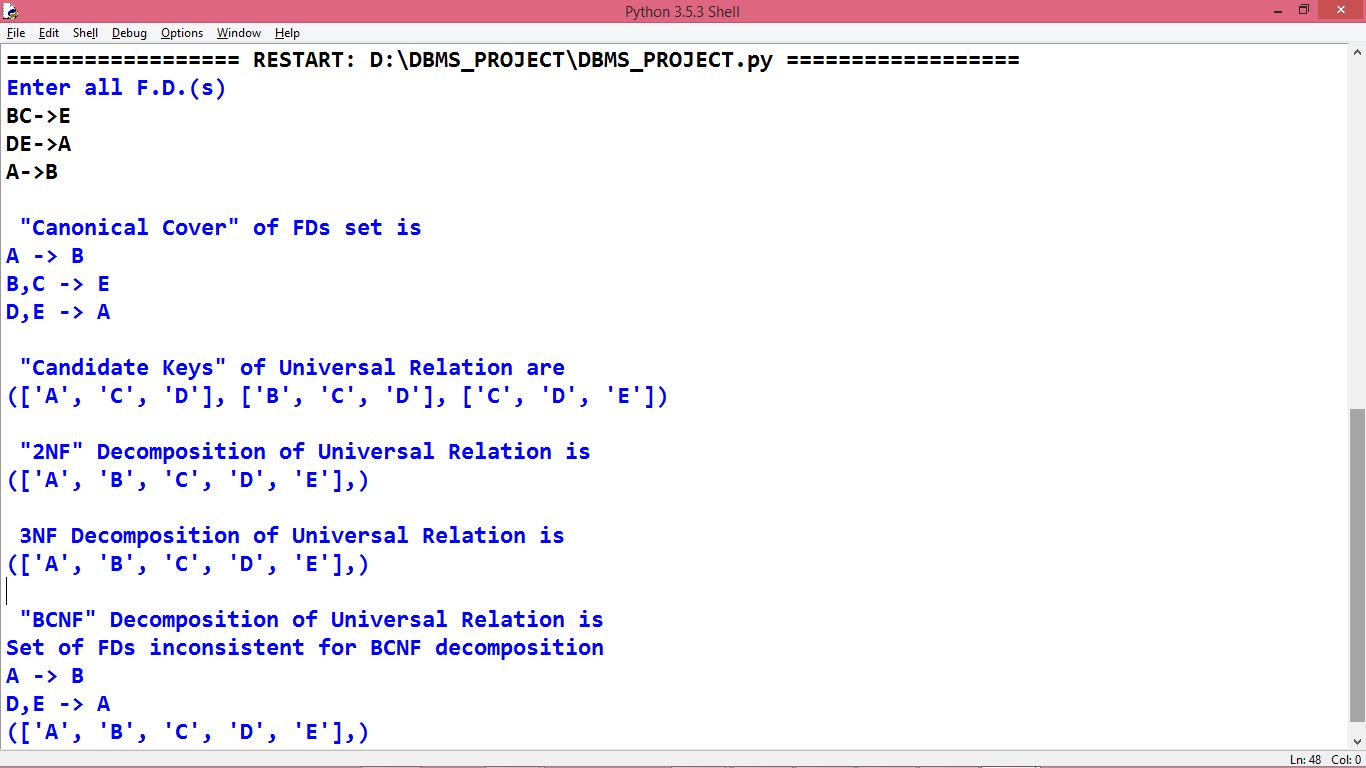 Python 3.5.3 Shell
File Edit Shell Debug Options Window Help
================== RESTART: D:\DBMS_PROJECT\DBMS_PROJECT.py ==================
Enter all F.D.(s)
BC->E
DE->A
A->B
"Canonical Cover" of FDs set is
A -> B
B,C -> E
D,E -> A
"Candidate Keys" of Universal Relation are
(['A', 'C', 'D'], ['B', 'C', 'D'], ['C', 'D', 'E'])
"2NF" Decomposition of Universal Relation is
(['A', 'B', 'C', 'D', 'E'],)
3NF Decomposition of Universal Relation is
(['A', 'B', 'C', 'D', 'E'],)
"BCNF" Decomposition of Universal Relation is
Set of FDs inconsistent for BCNF decomposition
A -> B
D,E -> A
(['A', 'B', 'C', 'D', 'E'],)
Ln: 48 Col: 0